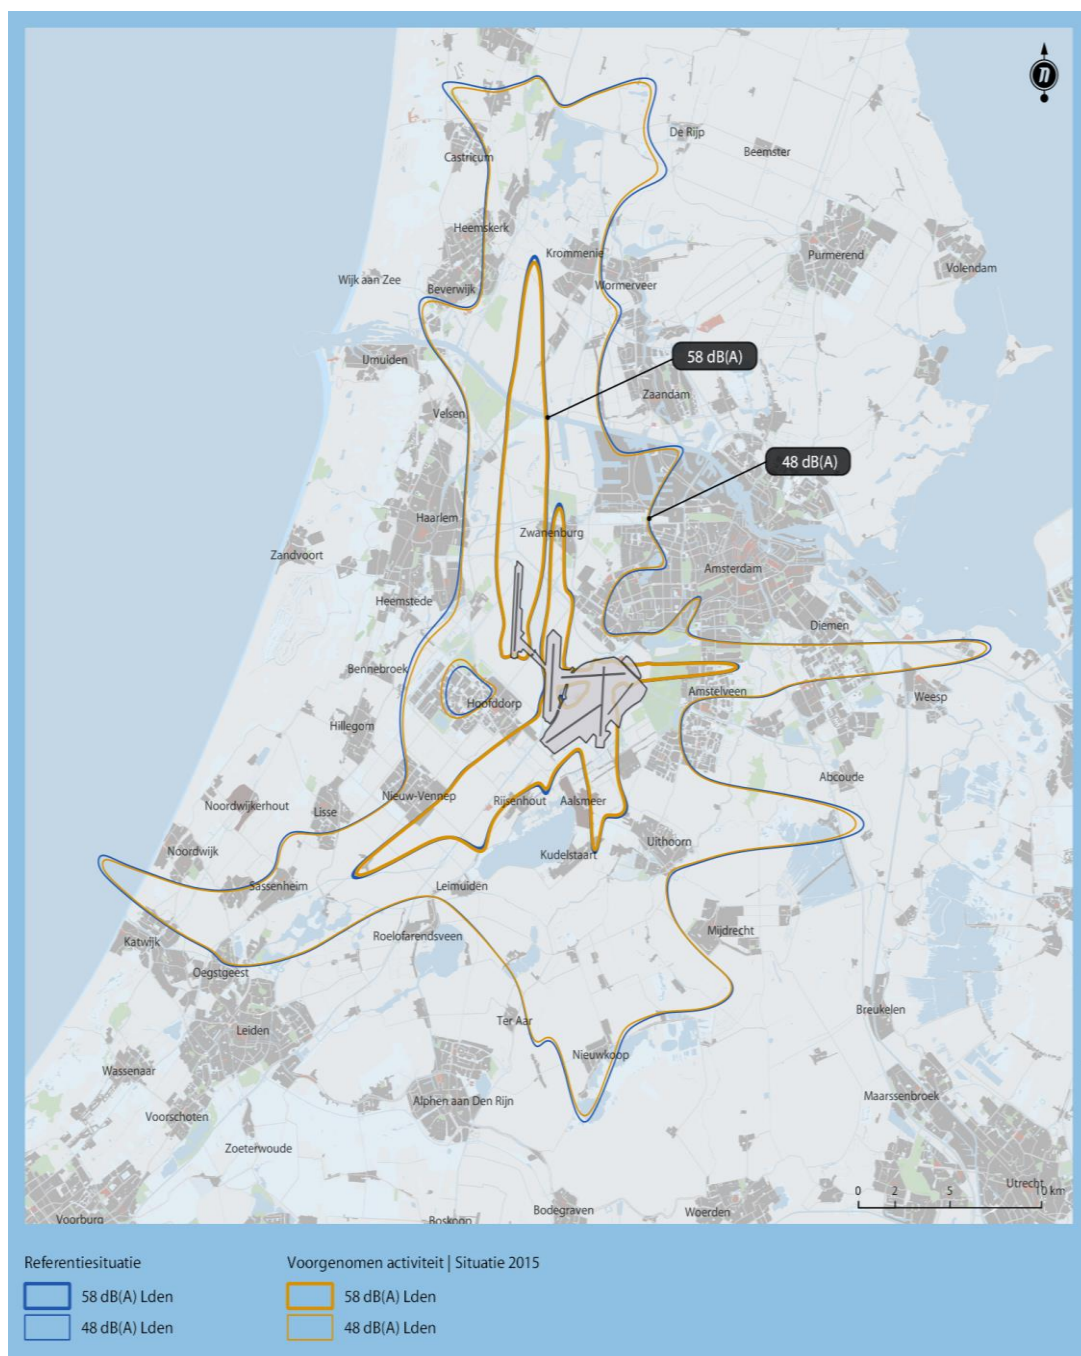 n
De Rijp
Beemster
Castricum
Heemskerk
Krommenie
Purmerend
Volendam
Wijk aan Zee
Beverwijk
Wormerveer
58 dB(A)
IJmuiden
Zaandam
Velsen
48 dB(A)
Haarlem
Zwanenburg
Zandvoort
Amsterdam
Heemstede
Diemen
Bennebroek
Amstelveen
Weesp
Hoofddorp
Hillegom
Abcoude
Nieuw-Vennep
Rijsenhout
Aalsmeer
Noordwijkerhout
Lisse
Uithoorn
Noordwijk
Kudelstaart
Sassenheim
Leimuiden
Mijdrecht
Roelofarendsveen
Katwijk
Oegstgeest
Breukelen
Ter Aar
Leiden
Nieuwkoop
Wassenaar
Maarssenbroek
Alphen aan Den Rijn
Voorschoten
Zoeterwoude
Utrecht
0 2 5 10 km
Bodegraven
Woerden
Voorburg
Boskoop
Referentiesituatie
58 dB(A) Lden
48 dB(A) Lden
Voorgenomen activiteit | Situatie 2015
58 dB(A) Lden
48 dB(A) Lden